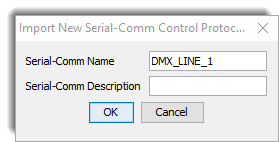 Import New Serial-Comm Control Protoc...
Serial-Comm Name DMX_LINE_1
Serial-Comm Description
OK Cancel